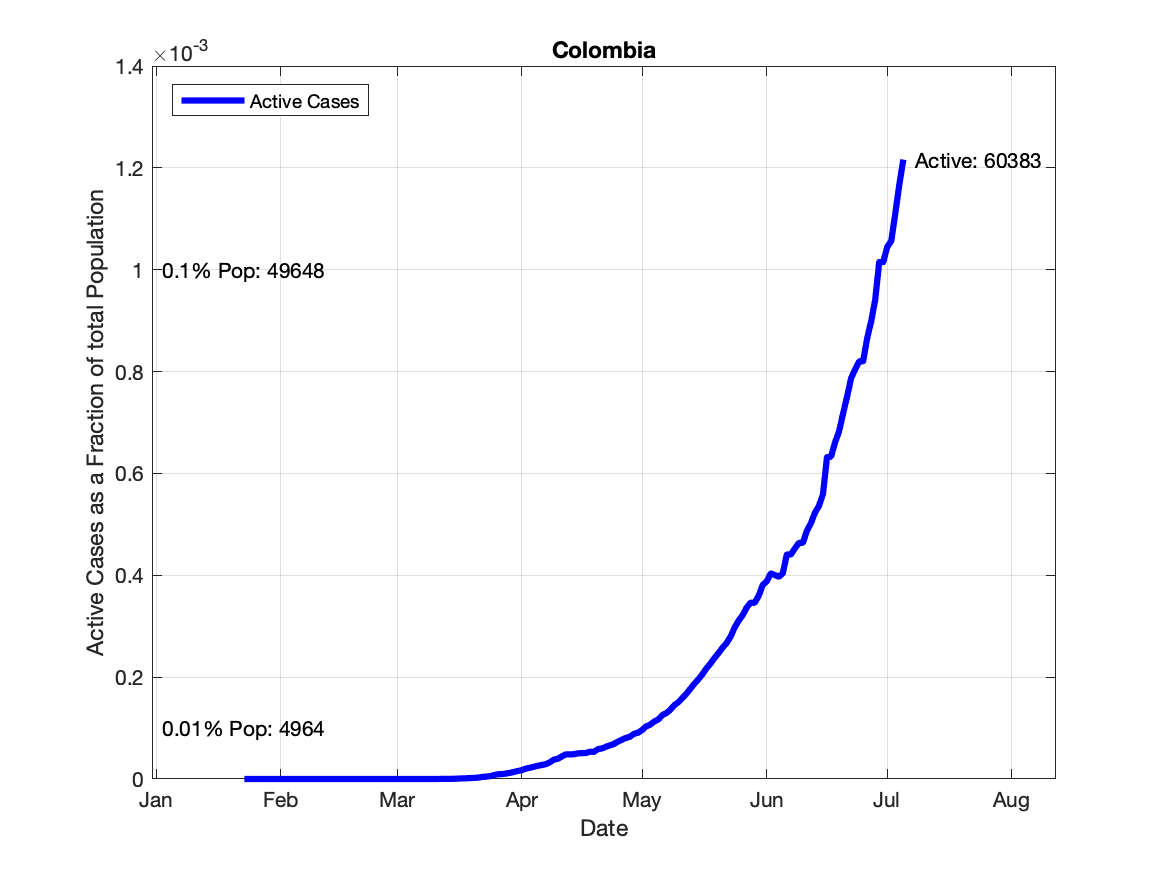 Colombia
×10-3
1.4
Active Cases
1.2
Active: 60383
1
0.1% Pop: 49648
0.8
0.6
0.4
0.2
0.01% Pop: 4964
0
Active Cases as a Fraction of total Population
Jan Feb Mar Apr May Jun Jul Aug
Date